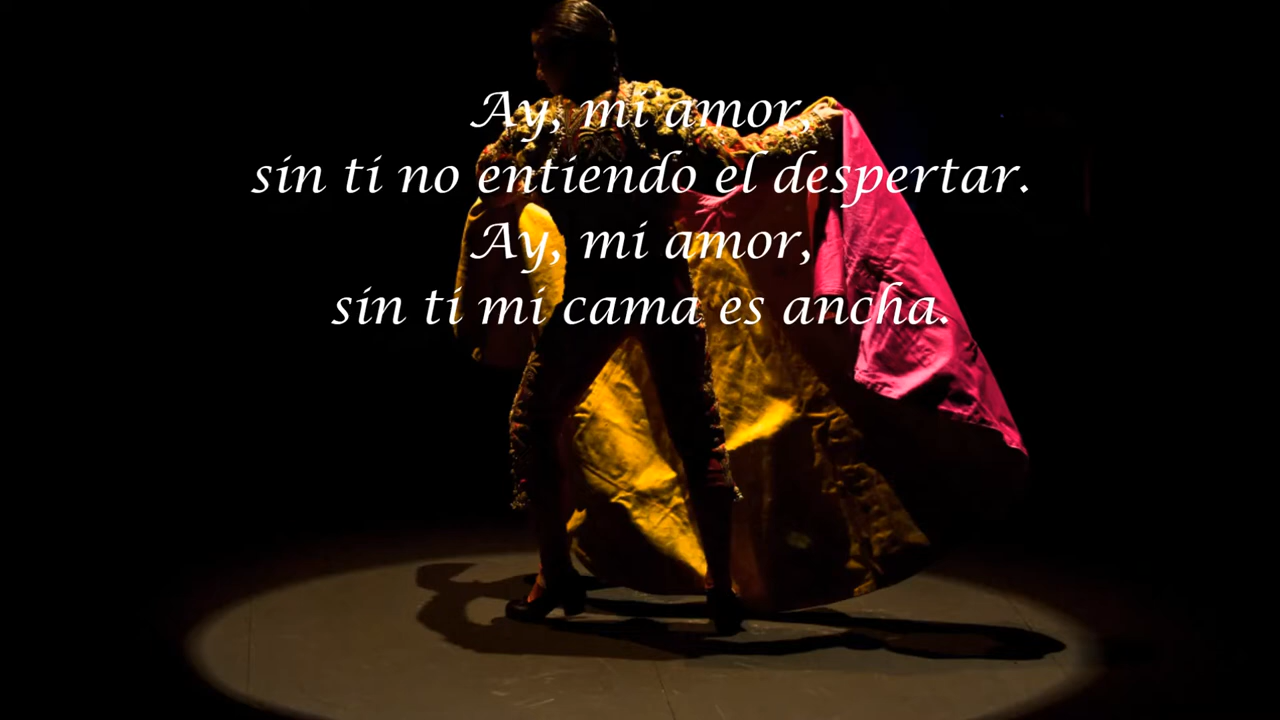 Ay, mi amor,
sin ti no entiendo el despertar.
Ay, mi amor,
sin ti mi cama es ancha.